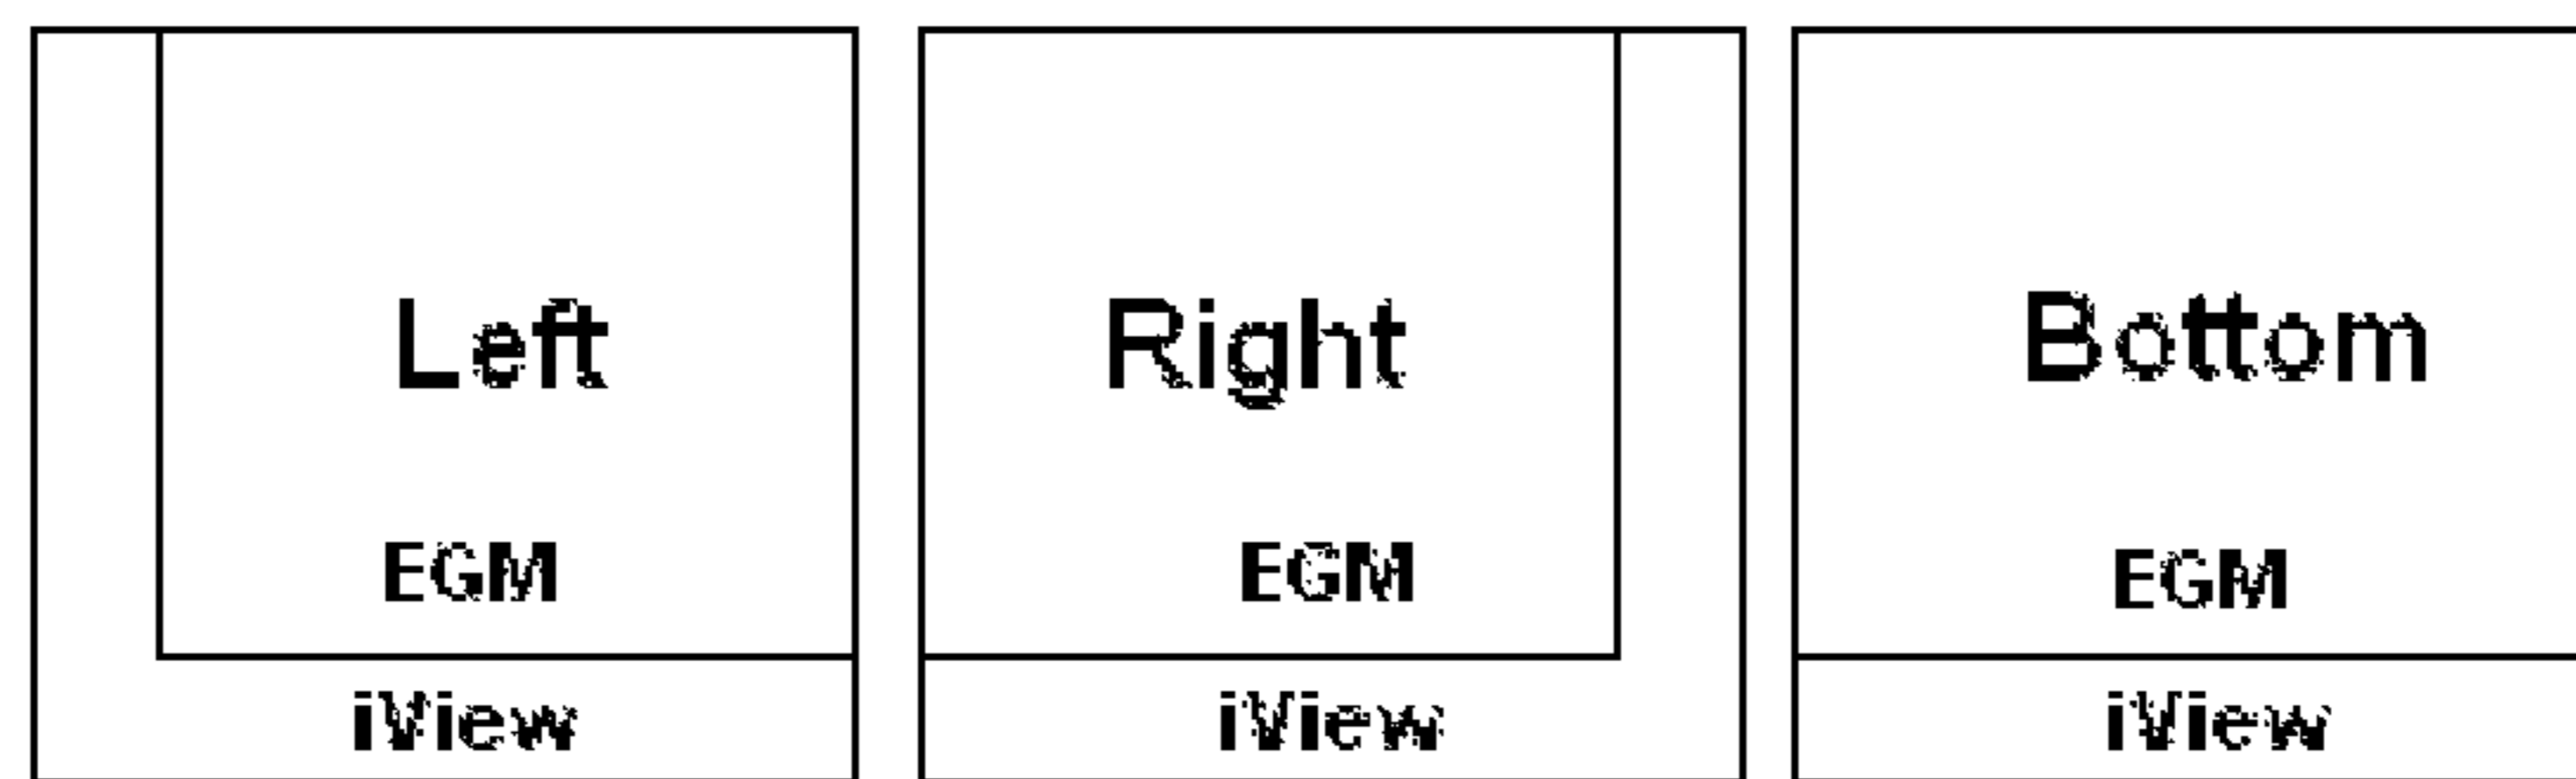 Left
EGM
iView
Right
EGM
iView
Bottom
EGM
iView